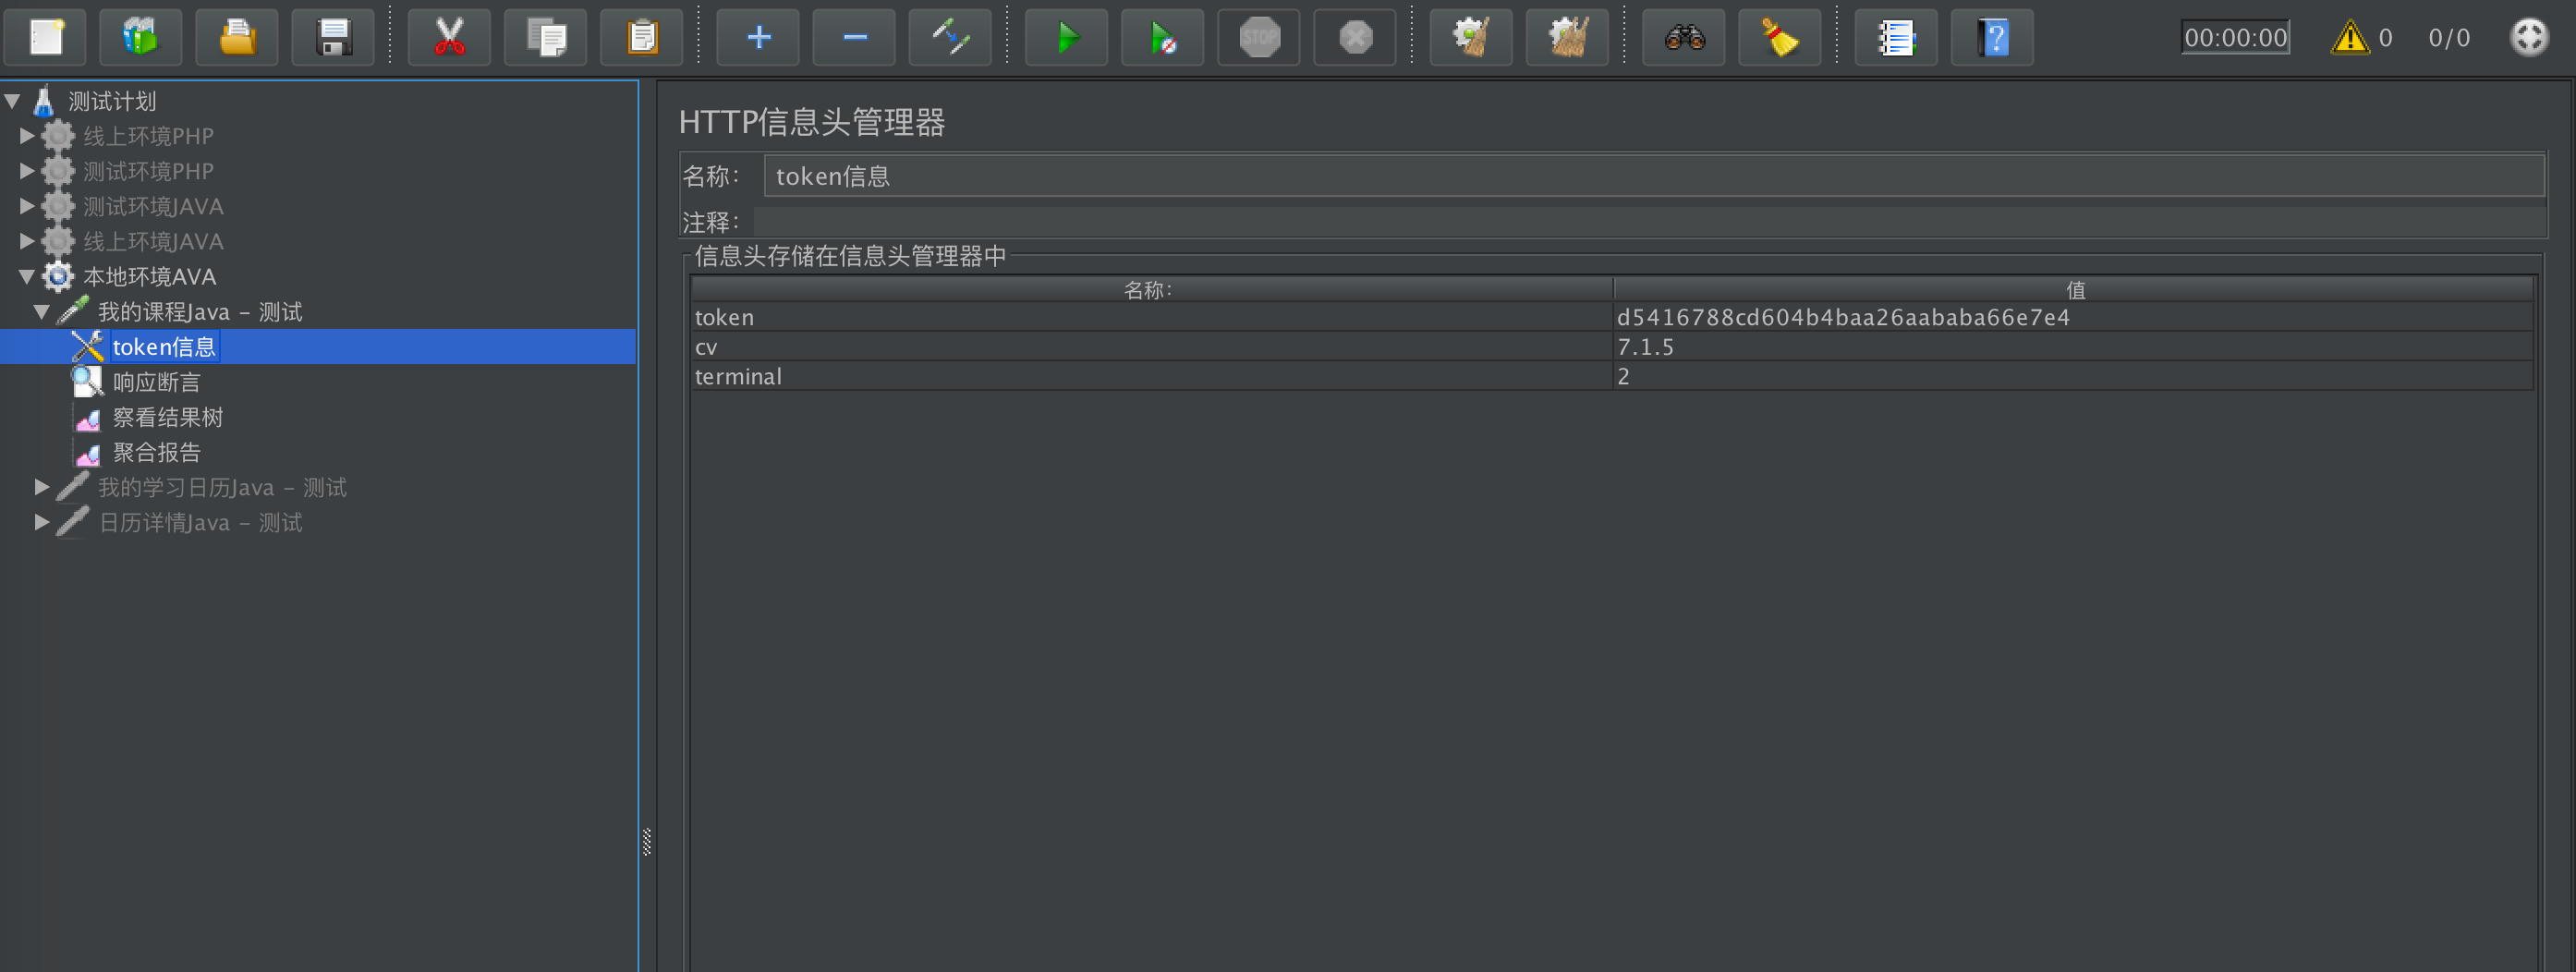 STOP
00:00:00
0
0/0
测试计划
线上环境PHP
测试环境PHP
测试环境JAVA
线上环境JAVA
本地环境AVA
我的课程Java - 测试
token信息
响应断言
察看结果树
聚合报告
我的学习日历Java - 测试
日历详情Java - 测试
HTTP信息头管理器
名称: token信息
注释:
信息头存储在信息头管理器中
名称: 值
token d5416788cd604b4baa26aababa66e7e4
cv 7.1.5
terminal 2